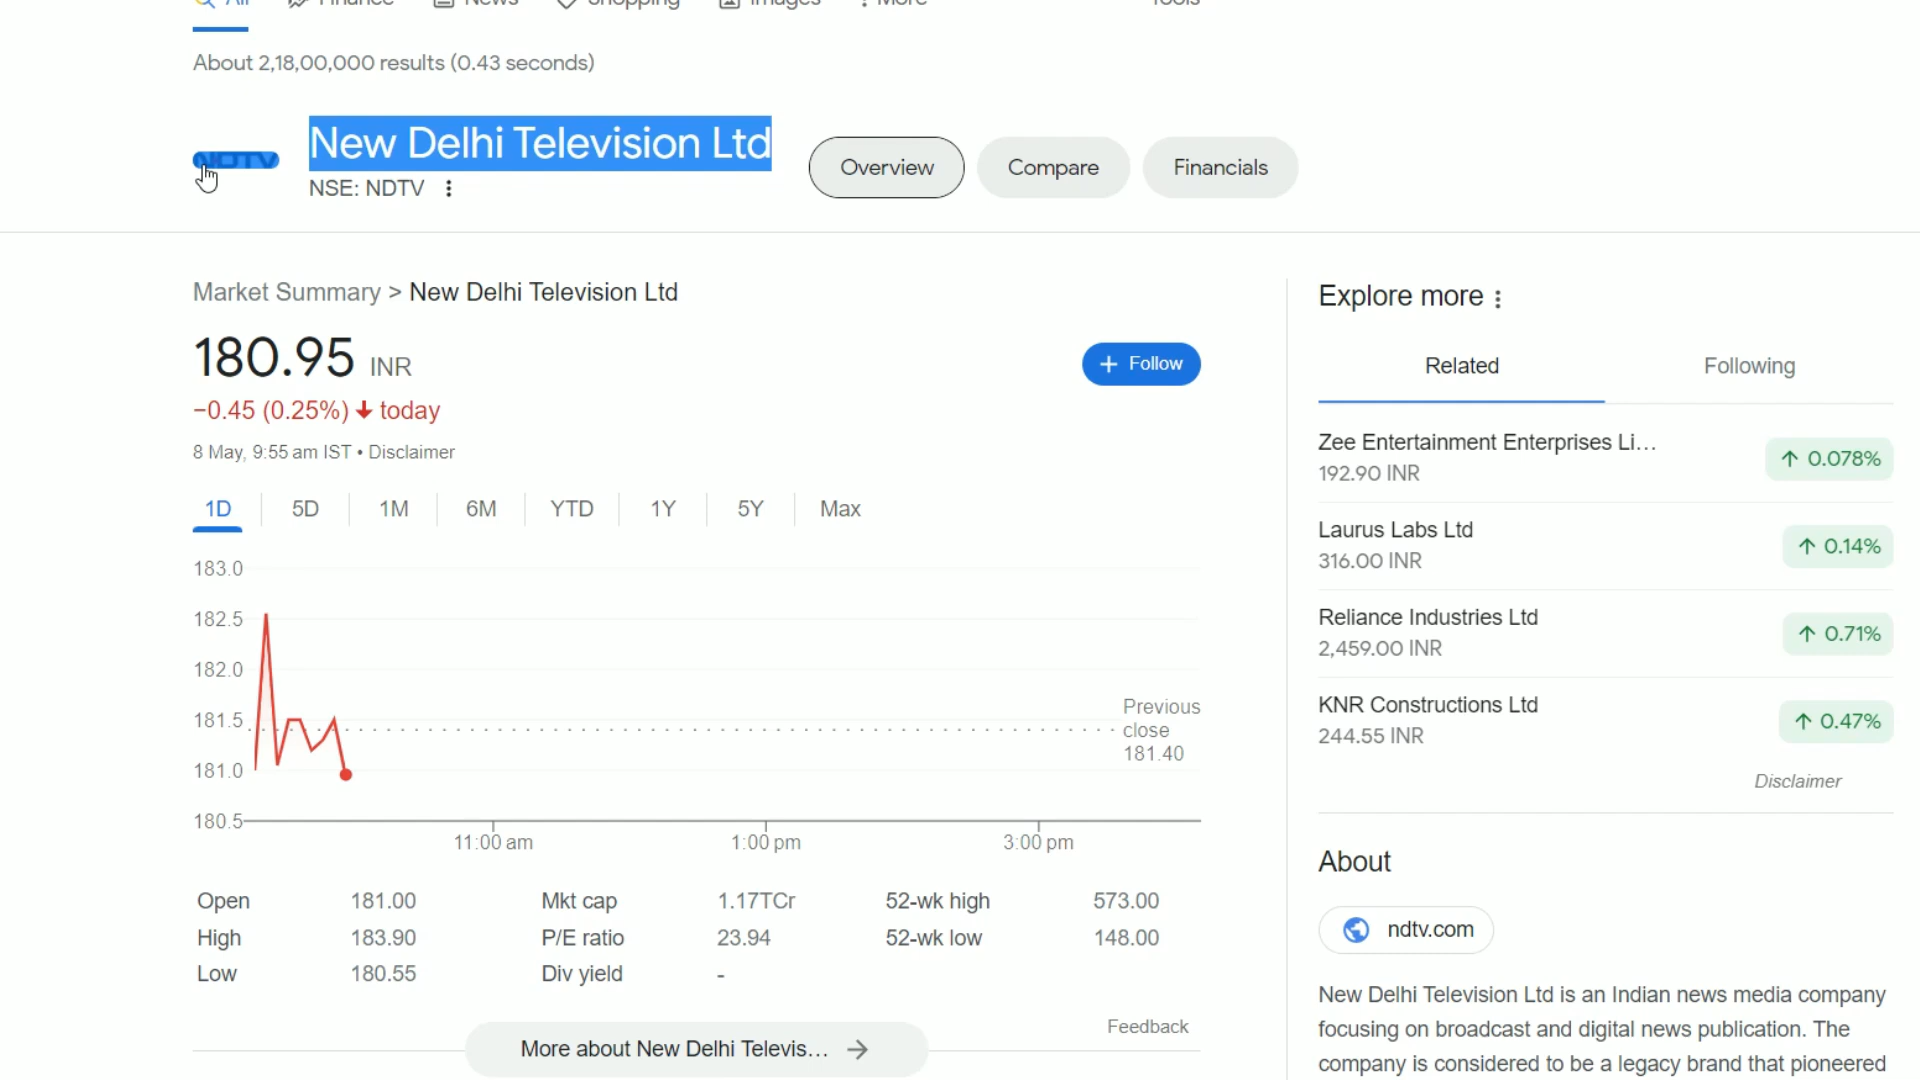 All Finance News Shopping Images More Tools
About 2,18,00,000 results (0.43 seconds)
NDTV
New Delhi Television Ltd
NSE: NDTV
Overview Compare Financials
Market Summary > New Delhi Television Ltd
180.95 INR
Follow
−0.45 (0.25%) today
8 May, 9:55 am IST • Disclaimer
1D 5D 1M 6M YTD 1Y 5Y Max
183.0
182.5
182.0
181.5
181.0
180.5
Previous
close
181.40
11:00 am 1:00 pm 3:00 pm
Open 181.00 Mkt cap 1.17TCr 52-wk high 573.00
High 183.90 P/E ratio 23.94 52-wk low 148.00
Low 180.55 Div yield -
Feedback
More about New Delhi Televis… →
Explore more
Related Following
Zee Entertainment Enterprises Li…
192.90 INR
↑ 0.078%
Laurus Labs Ltd
316.00 INR
↑ 0.14%
Reliance Industries Ltd
2,459.00 INR
↑ 0.71%
KNR Constructions Ltd
244.55 INR
↑ 0.47%
Disclaimer
About
ndtv.com
New Delhi Television Ltd is an Indian news media company
focusing on broadcast and digital news publication. The
company is considered to be a legacy brand that pioneered